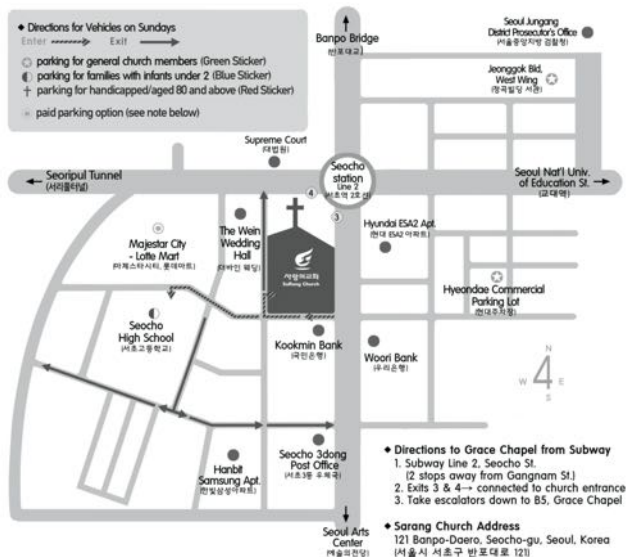 ◆ Directions for Vehicles on Sundays
Enter Exit
parking for general church members (Green Sticker)
parking for families with infants under 2 (Blue Sticker)
parking for handicapped/aged 80 and above (Red Sticker)
paid parking option (see note below)
Banpo Bridge
(반포대교)
Seoul Jungang
District Prosecutor's Office
(서울중앙지방 검찰청)
Jeonggok Bld,
West Wing
(정곡빌딩 서관)
Supreme Court
(대법원)
← Seoripul Tunnel
(서리풀터널)
Seocho
station
Line 2
(서초역 2호선)
Seoul Nat'l Univ.
of Education St. →
(교대역)
4
3
Majestar City
- Lotte Mart
(마제스타시티, 롯데마트)
The Wein
Wedding
Hall
(더바인 웨딩)
사랑의교회
SaRang Church
Hyundai ESA2 Apt.
(현대 ESA2 아파트)
Hyeondae Commercial
Parking Lot
(현대주차장)
Seocho
High School
(서초고등학교)
Kookmin Bank
(국민은행)
Woori Bank
(우리은행)
N
W 4 E
S
Hanbit
Samsung Apt.
(한빛삼성아파트)
Seocho 3dong
Post Office
(서초3동 우체국)
Seoul Arts
Center
(예술의전당)
◆ Directions to Grace Chapel from Subway
1. Subway Line 2, Seocho St.
(2 stops away from Gangnam St.)
2. Exits 3 & 4→ connected to church entrance
3. Take escalators down to B5, Grace Chapel
◆ Sarang Church Address
121 Banpo-Daero, Seocho-gu, Seoul, Korea
(서울시 서초구 반포대로 121)